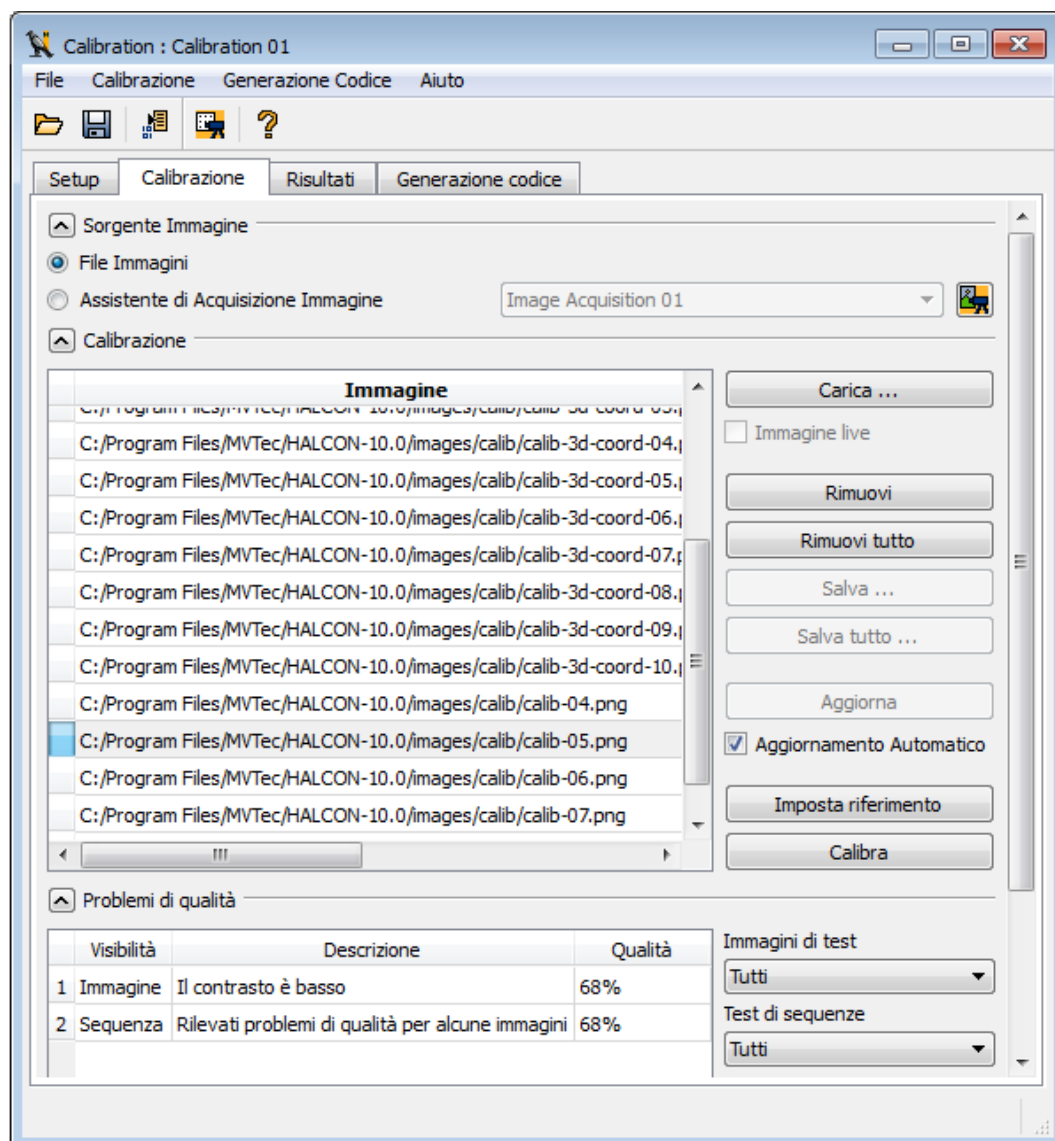 Calibration : Calibration 01
File Calibrazione Generazione Codice Aiuto
Setup Calibrazione Risultati Generazione codice
Sorgente Immagine
File Immagini
Assistente di Acquisizione Immagine Image Acquisition 01
Calibrazione
Immagine Carica ...
Immagine live
C:/Program Files/MVTec/HALCON-10.0/images/calib/calib-3d-coord-04.p
C:/Program Files/MVTec/HALCON-10.0/images/calib/calib-3d-coord-05.p
Rimuovi
C:/Program Files/MVTec/HALCON-10.0/images/calib/calib-3d-coord-06.p
C:/Program Files/MVTec/HALCON-10.0/images/calib/calib-3d-coord-07.p
Rimuovi tutto
C:/Program Files/MVTec/HALCON-10.0/images/calib/calib-3d-coord-08.p
Salva ...
C:/Program Files/MVTec/HALCON-10.0/images/calib/calib-3d-coord-09.p
Salva tutto ...
C:/Program Files/MVTec/HALCON-10.0/images/calib/calib-3d-coord-10.p
C:/Program Files/MVTec/HALCON-10.0/images/calib/calib-04.png Aggiorna
C:/Program Files/MVTec/HALCON-10.0/images/calib/calib-05.png Aggiornamento Automatico
C:/Program Files/MVTec/HALCON-10.0/images/calib/calib-06.png
Imposta riferimento
C:/Program Files/MVTec/HALCON-10.0/images/calib/calib-07.png
Calibra
Problemi di qualità
Visibilità Descrizione Qualità Immagini di test
1 Immagine Il contrasto è basso 68% Tutti
2 Sequenza Rilevati problemi di qualità per alcune immagini 68% Test di sequenze
Tutti